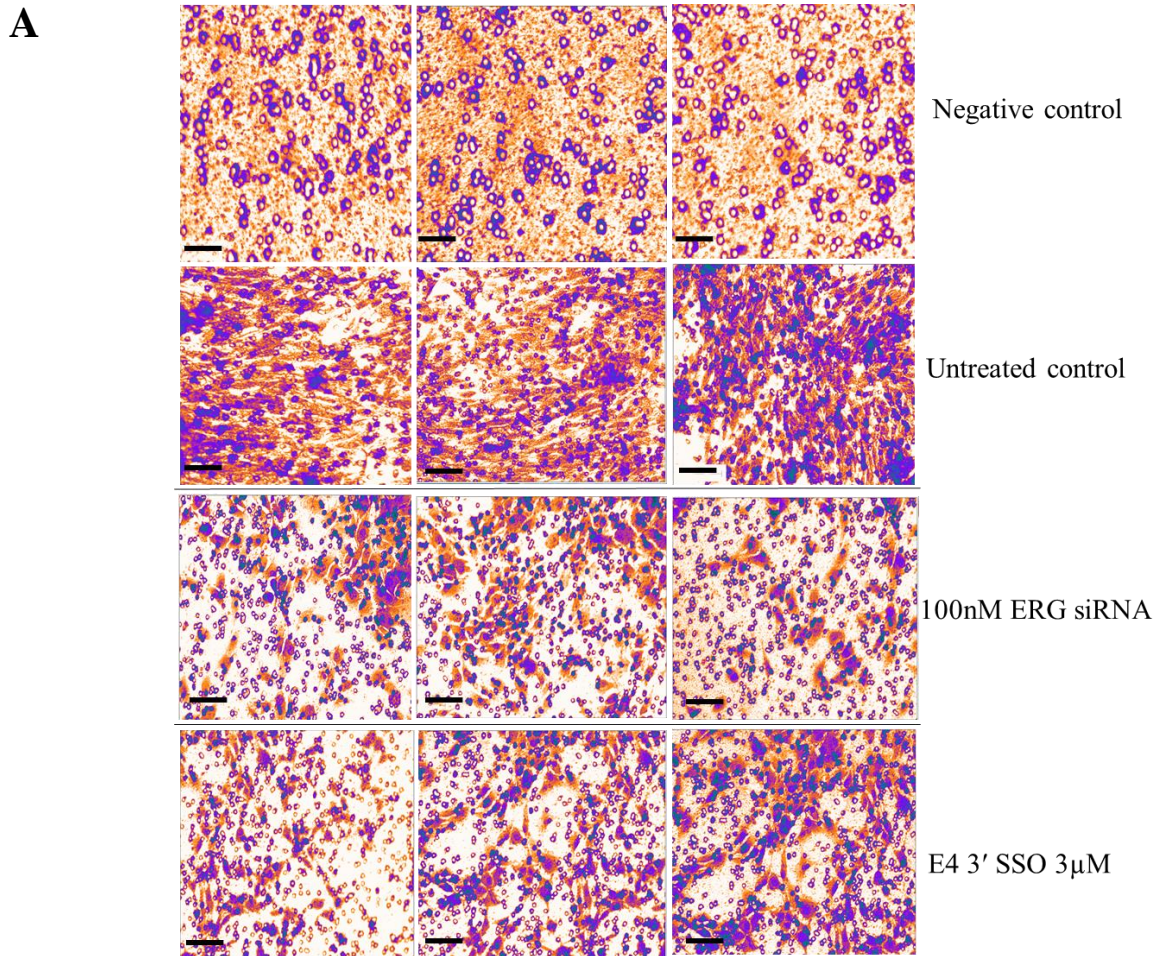 A
Negative control
Untreated control
100nM ERG siRNA
E4 3′ SSO 3µM